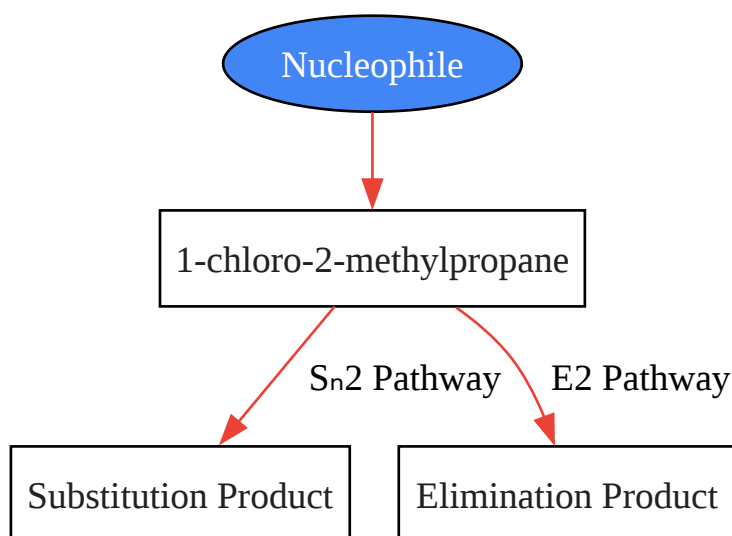 Nucleophile
1-chloro-2-methylpropane
Sₙ2 Pathway E2 Pathway
Substitution Product Elimination Product